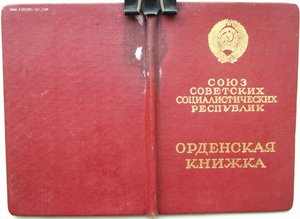 СОЮЗ
СОВЕТСКИХ
СОЦИАЛИСТИЧЕСКИХ
РЕСПУБЛИК
ОРДЕНСКАЯ
КНИЖКА